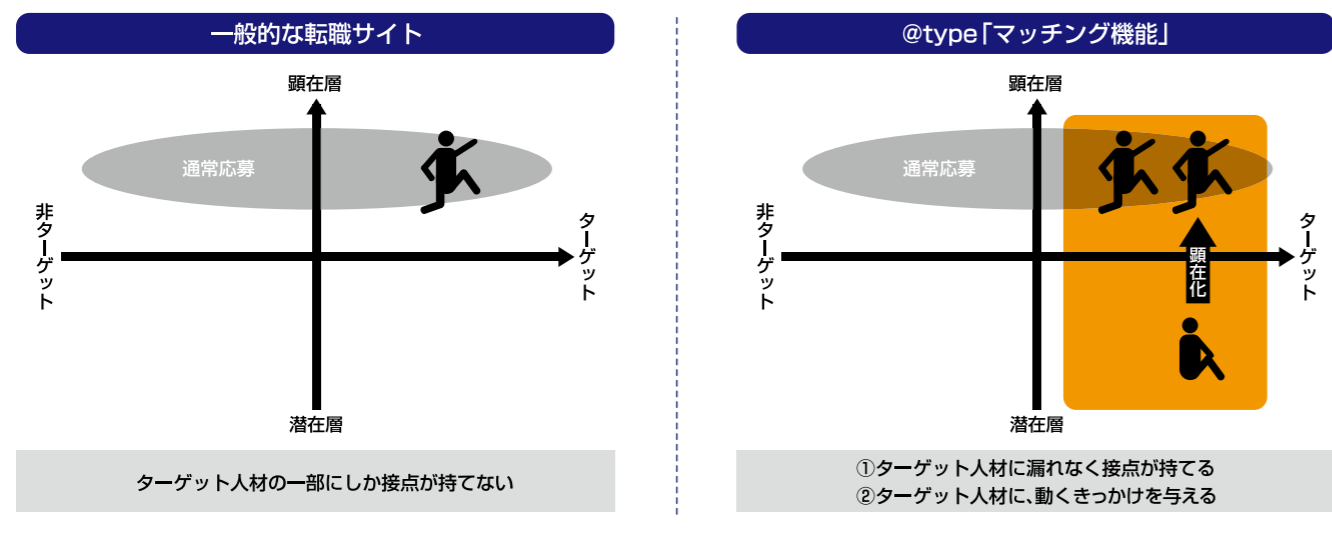 一般的な転職サイト
顕在層
通常応募
非ターゲット
ターゲット
潜在層
ターゲット人材の一部にしか接点が持てない
@type「マッチング機能」
顕在層
通常応募
非ターゲット
ターゲット
顕在化
潜在層
①ターゲット人材に漏れなく接点が持てる
②ターゲット人材に、動くきっかけを与える